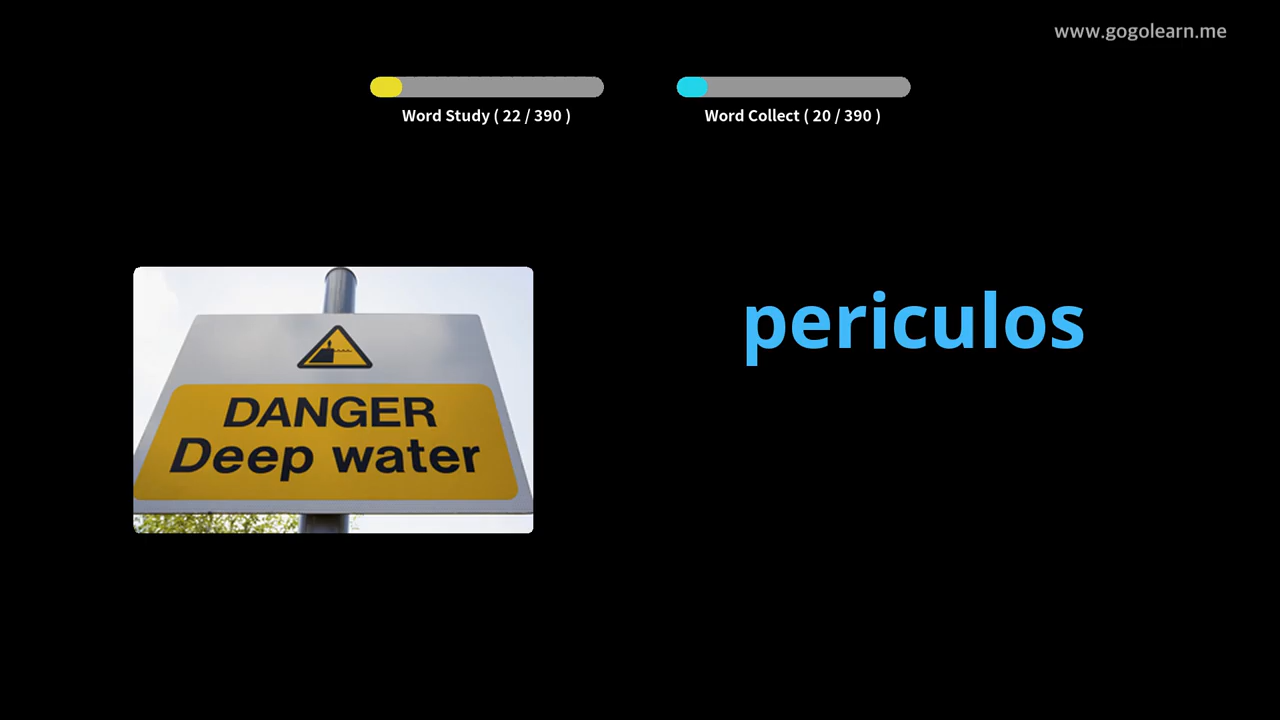 www.gogolearn.me
Word Study ( 22 / 390 )
Word Collect ( 20 / 390 )
periculos
DANGER
Deep water